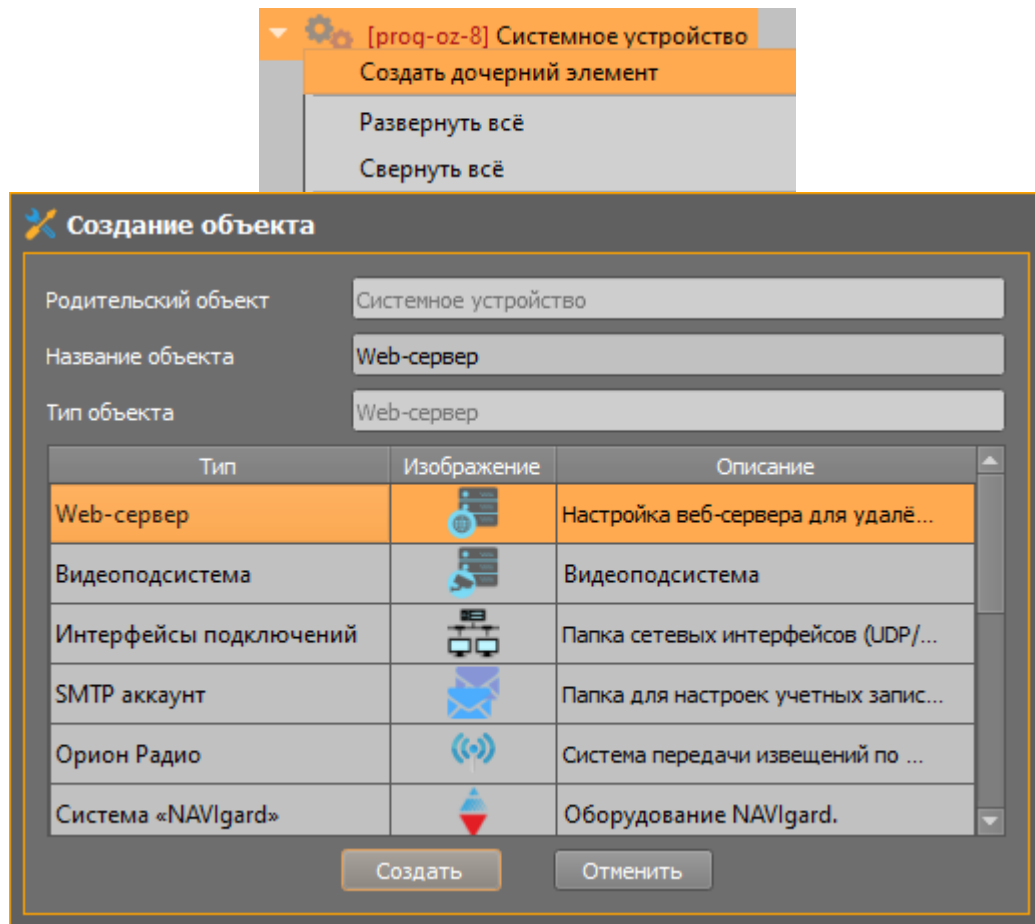 [prog-oz-8] Системное устройство
Создать дочерний элемент
Развернуть всё
Свернуть всё
Создание объекта
Родительский объект Системное устройство
Название объекта Web-сервер
Тип объекта Web-сервер
Тип Изображение Описание
Web-сервер Настройка веб-сервера для удалё...
Видеоподсистема Видеоподсистема
Интерфейсы подключений Папка сетевых интерфейсов (UDP/...
SMTP аккаунт Папка для настроек учетных запис...
Орион Радио Система передачи извещений по ...
Система «NAVIgard» Оборудование NAVIgard.
Создать Отменить